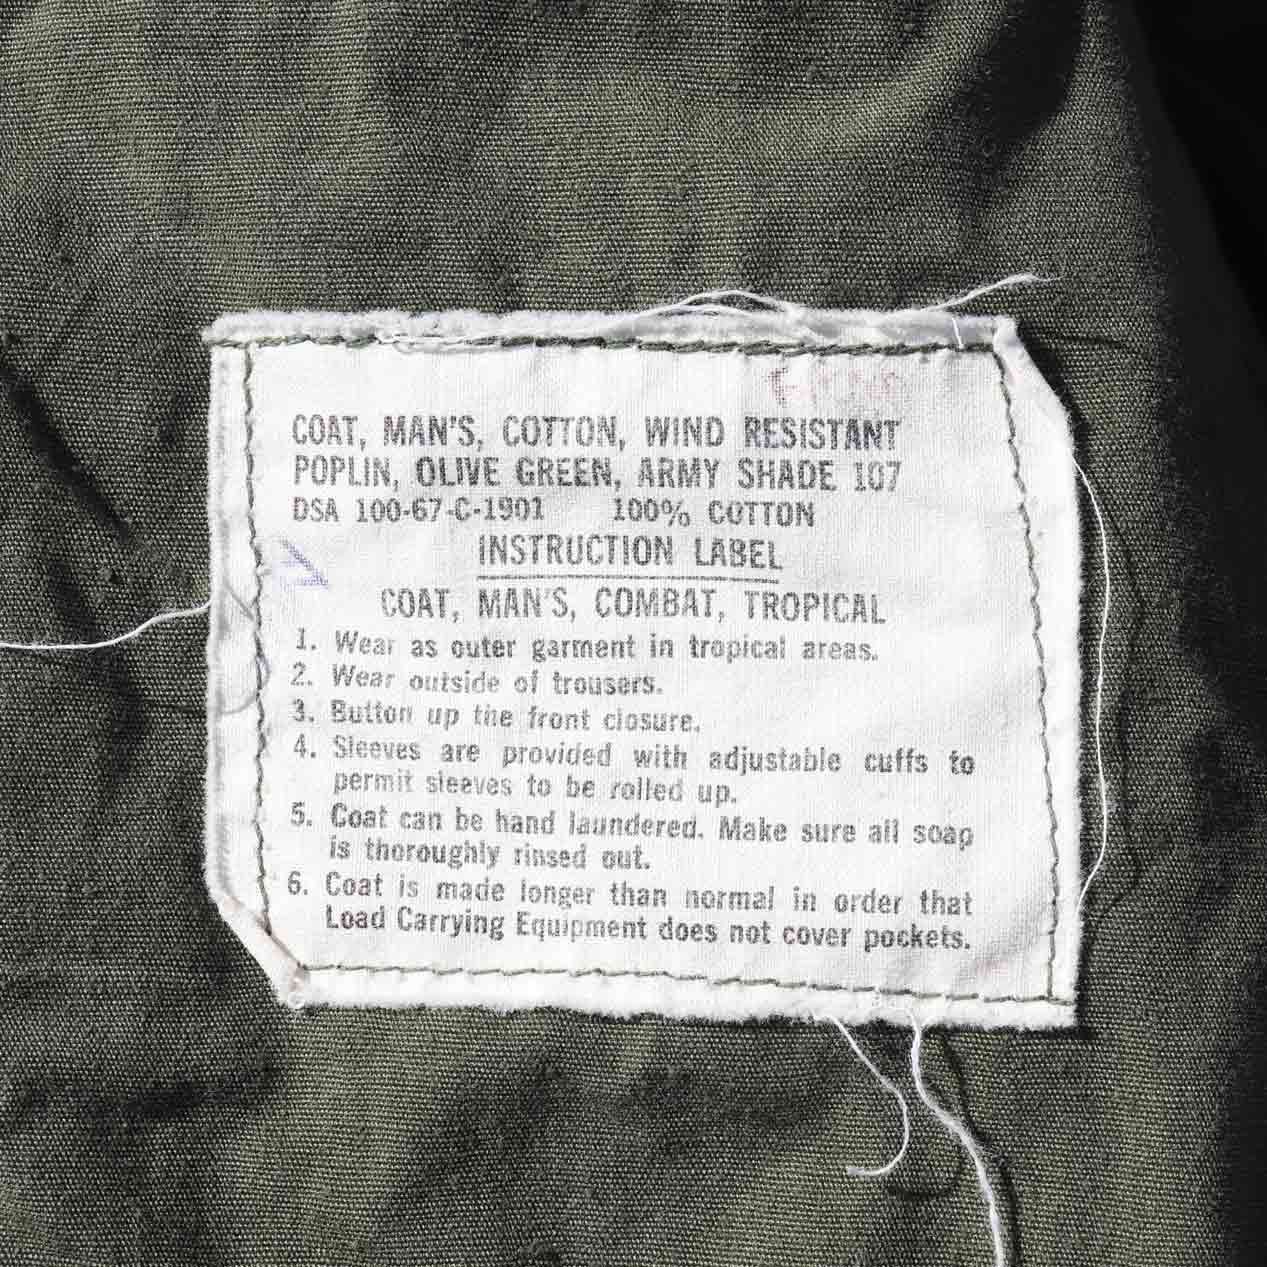 COAT, MAN'S, COTTON, WIND RESISTANT
POPLIN, OLIVE GREEN, ARMY SHADE 107
DSA 100-67-C-1901 100% COTTON
INSTRUCTION LABEL
COAT, MAN'S, COMBAT, TROPICAL
1. Wear as outer garment in tropical areas.
2. Wear outside of trousers.
3. Button up the front closure.
4. Sleeves are provided with adjustable cuffs to
permit sleeves to be rolled up.
5. Coat can be hand laundered. Make sure all soap
is thoroughly rinsed out.
6. Coat is made longer than normal in order that
Load Carrying Equipment does not cover pockets.